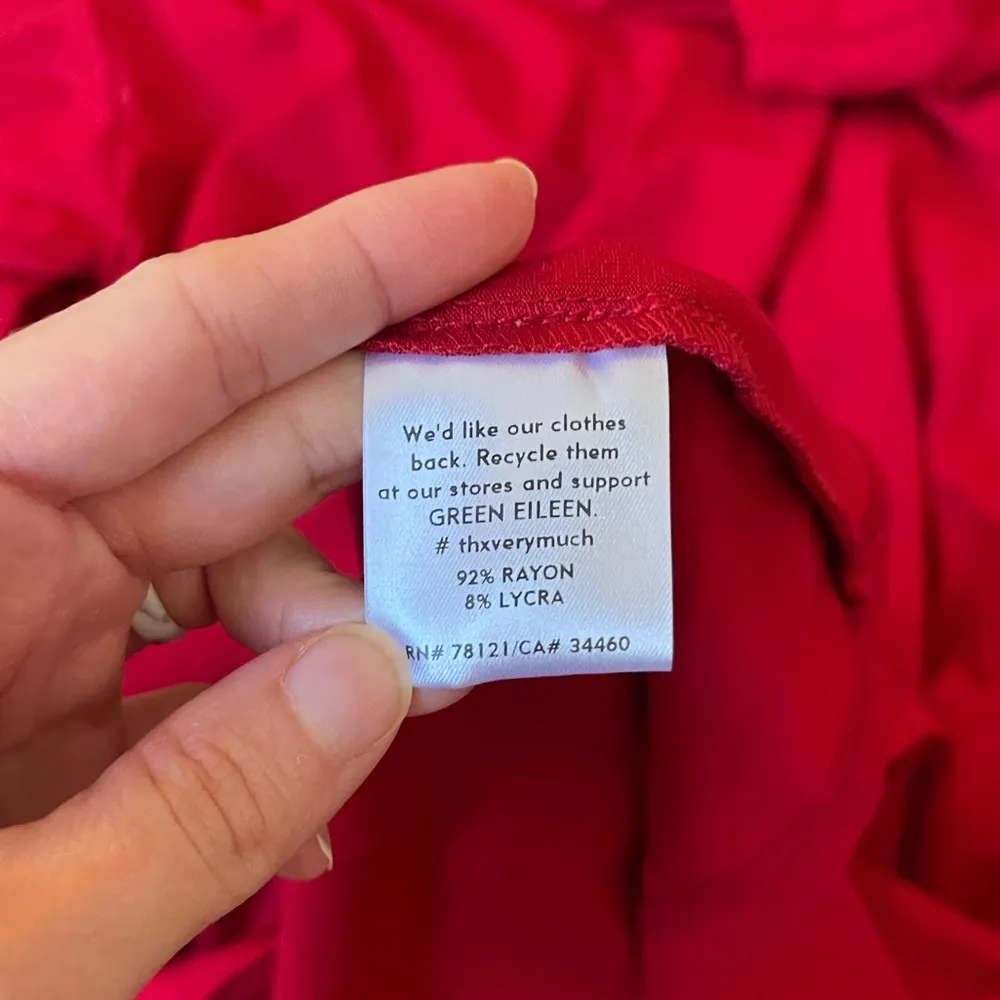 We'd like our clothes
back. Recycle them
at our stores and support
GREEN EILEEN.
# thxverymuch
92% RAYON
8% LYCRA
RN# 78121/CA# 34460